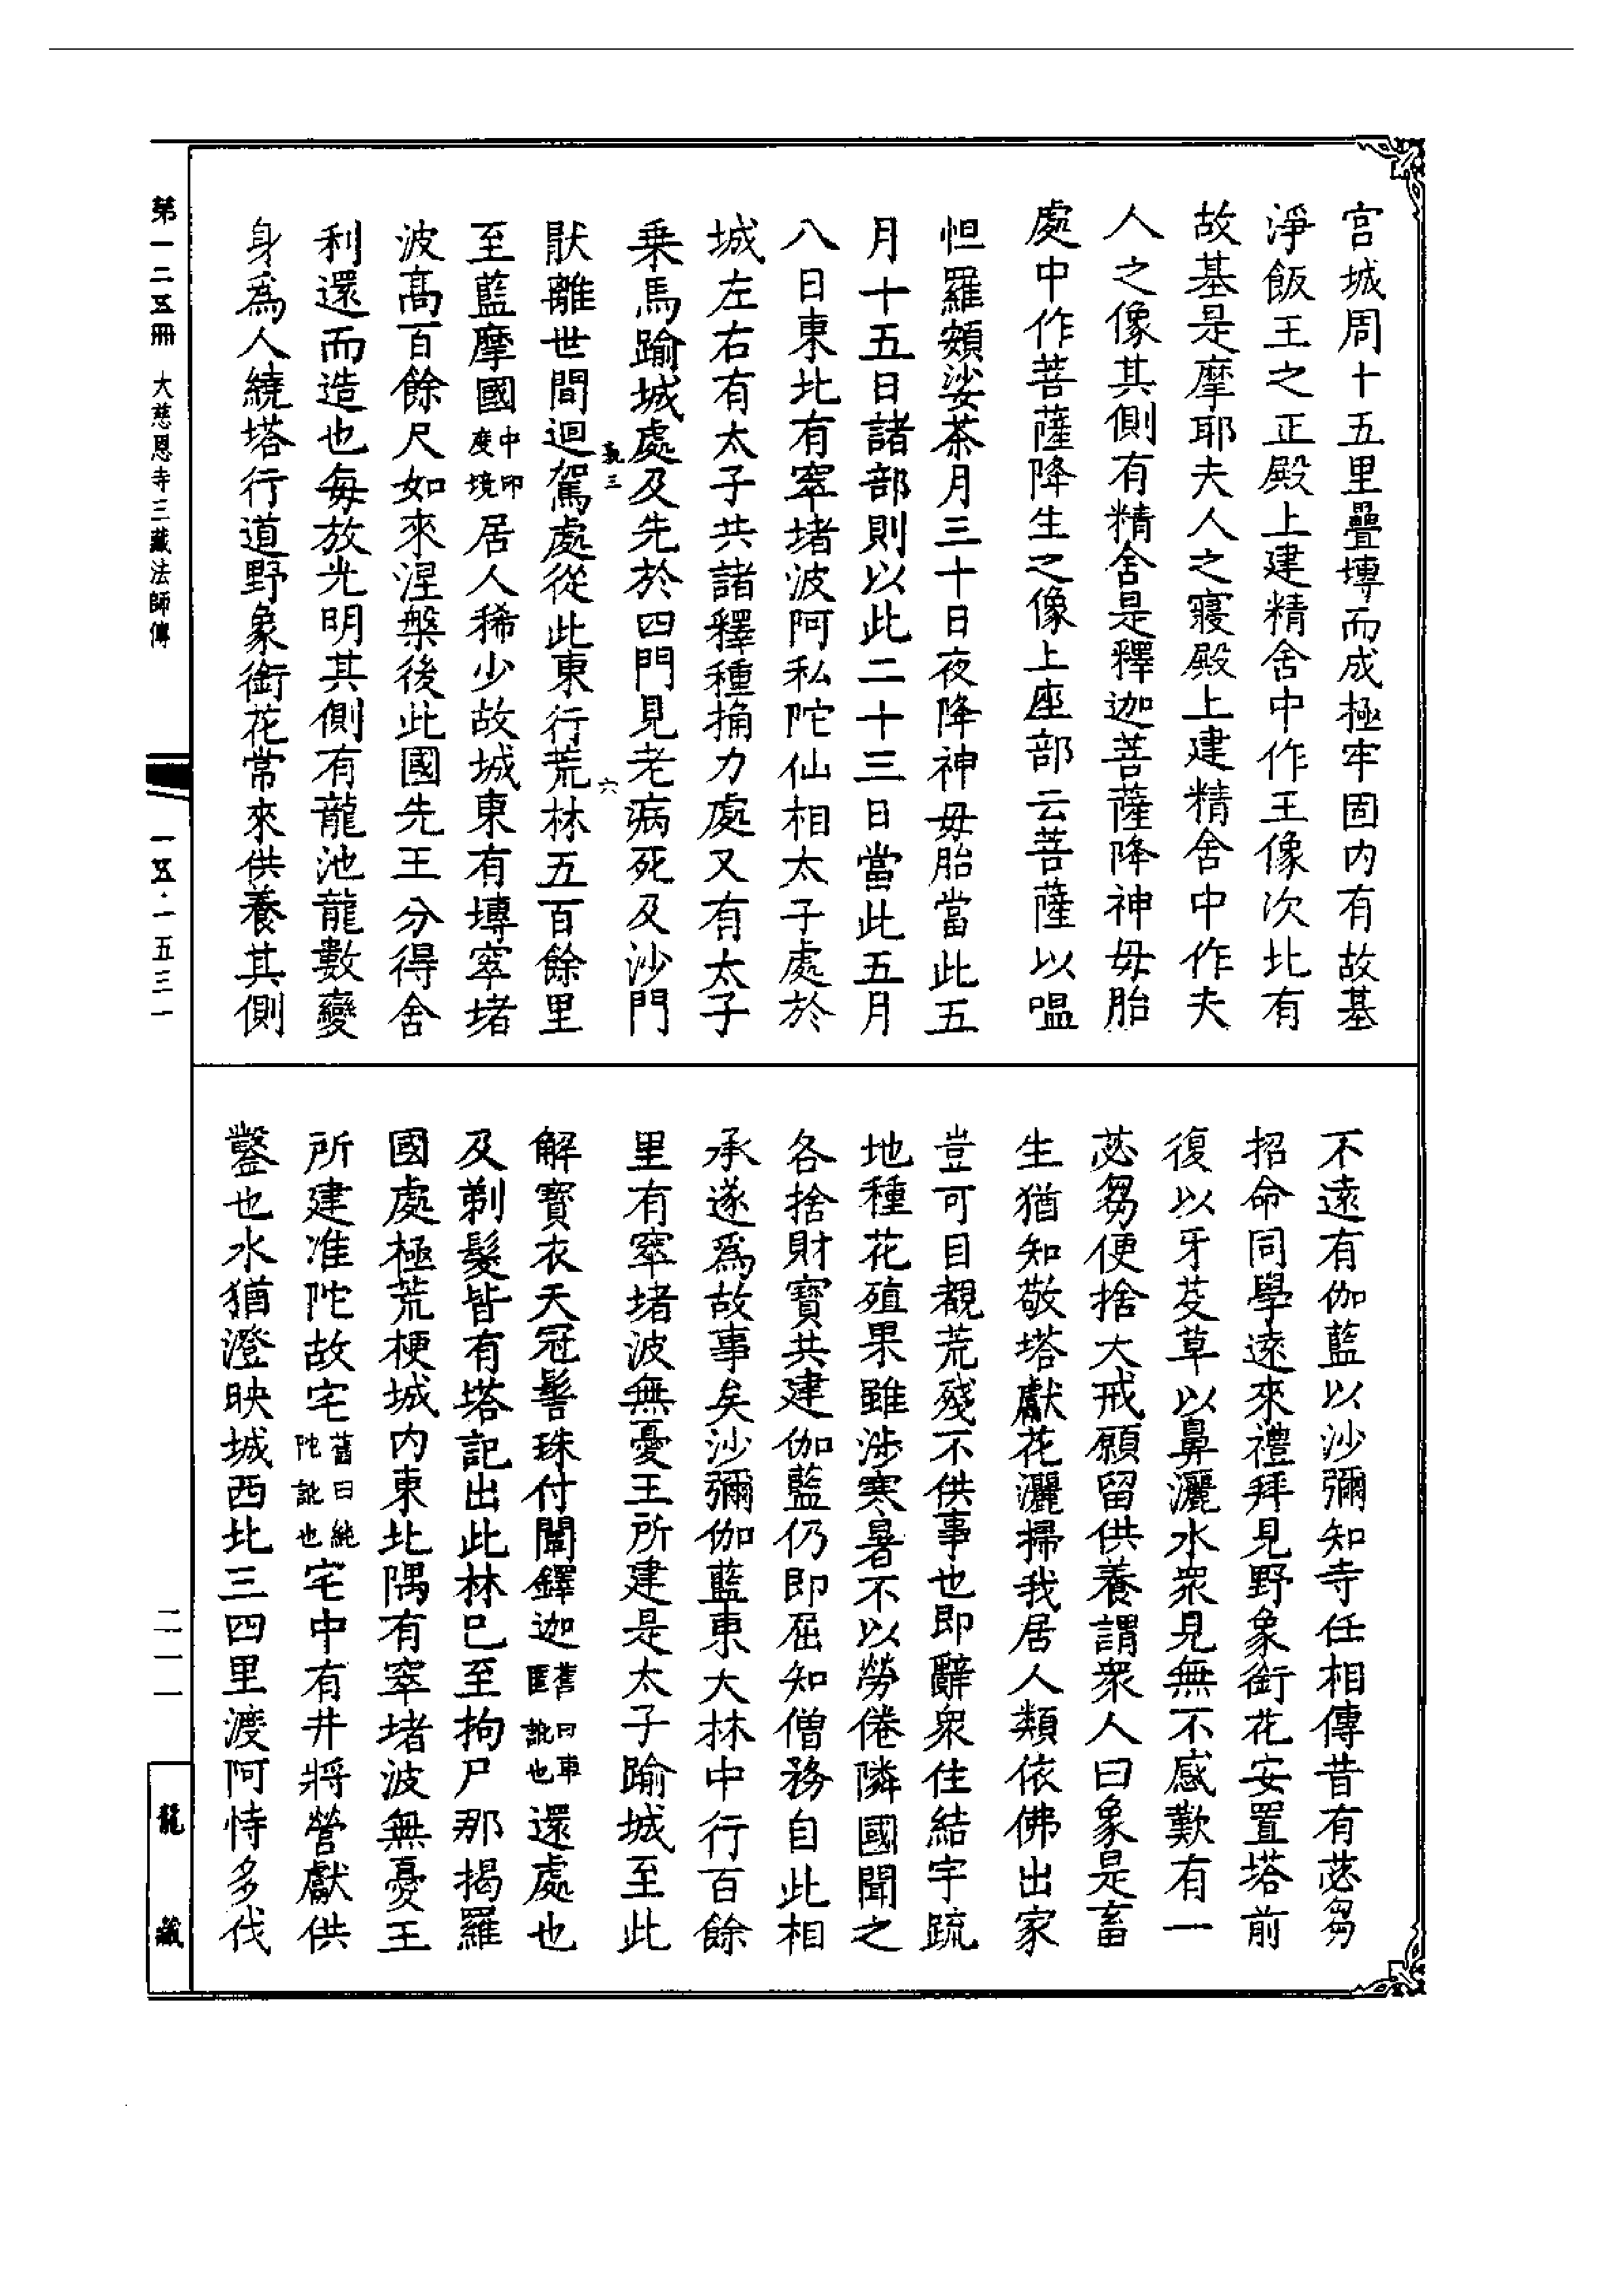 宮城周十五里疊塼而成極牢固内有故基
淨飯王之正殿上建精舍中作王像次北有
故基是摩耶夫人之寢殿上建精舍中作夫
人之像其側有精舍是釋迦菩薩降神母胎
處中作菩薩降生之像上座部云菩薩以嗢
怛羅頞娑荼月三十日夜降神母胎當此五
月十五日諸部則以此二十三日當此五月
八日東北有窣堵波阿私陀仙相太子處於
城左右有太子共諸釋種捔力處又有太子
乗馬踰城處及先於四門見老病死及沙門
三 六
猒離世間迴駕處從此東行荒林五百餘里
至藍摩國中印度境居人稀少故城東有塼窣堵
波髙百餘尺如來涅槃後此國先王分得舍
利還而造也每放光明其側有龍池龍數變
身爲人繞塔行道野象銜花常來供養其側
不遠有伽藍以沙彌知寺任相傳昔有苾芻
招命同學遠來禮拜見野象銜花安置塔前
復以牙芟草以鼻灑水衆見無不感歎有一
苾芻便捨大戒願留供養謂衆人曰象是畜
生猶知敬塔獻花灑掃我居人類依佛出家
豈可目覩荒殘不供事也即辭衆住結宇疏
地種花殖果雖涉寒暑不以勞倦隣國聞之
各捨財寶共建伽藍仍即屈知僧務自此相
承遂爲故事矣沙彌伽藍東大林中行百餘
里有窣堵波無憂王所建是太子踰城至此
解寳衣天冠髻珠付闡鐸迦舊曰車匿訛也還處也
及剃髮皆有塔記出此林已至拘尸那揭羅
國處極荒梗城内東北隅有窣堵波無憂王
所建准陀故宅舊曰純陀訛也宅中有井將營獻供
鑿也水猶澄映城西北三四里渡阿恃多伐
第一二五冊 大慈恩寺三藏法師傳
一五·一五三一
二一一
龍藏